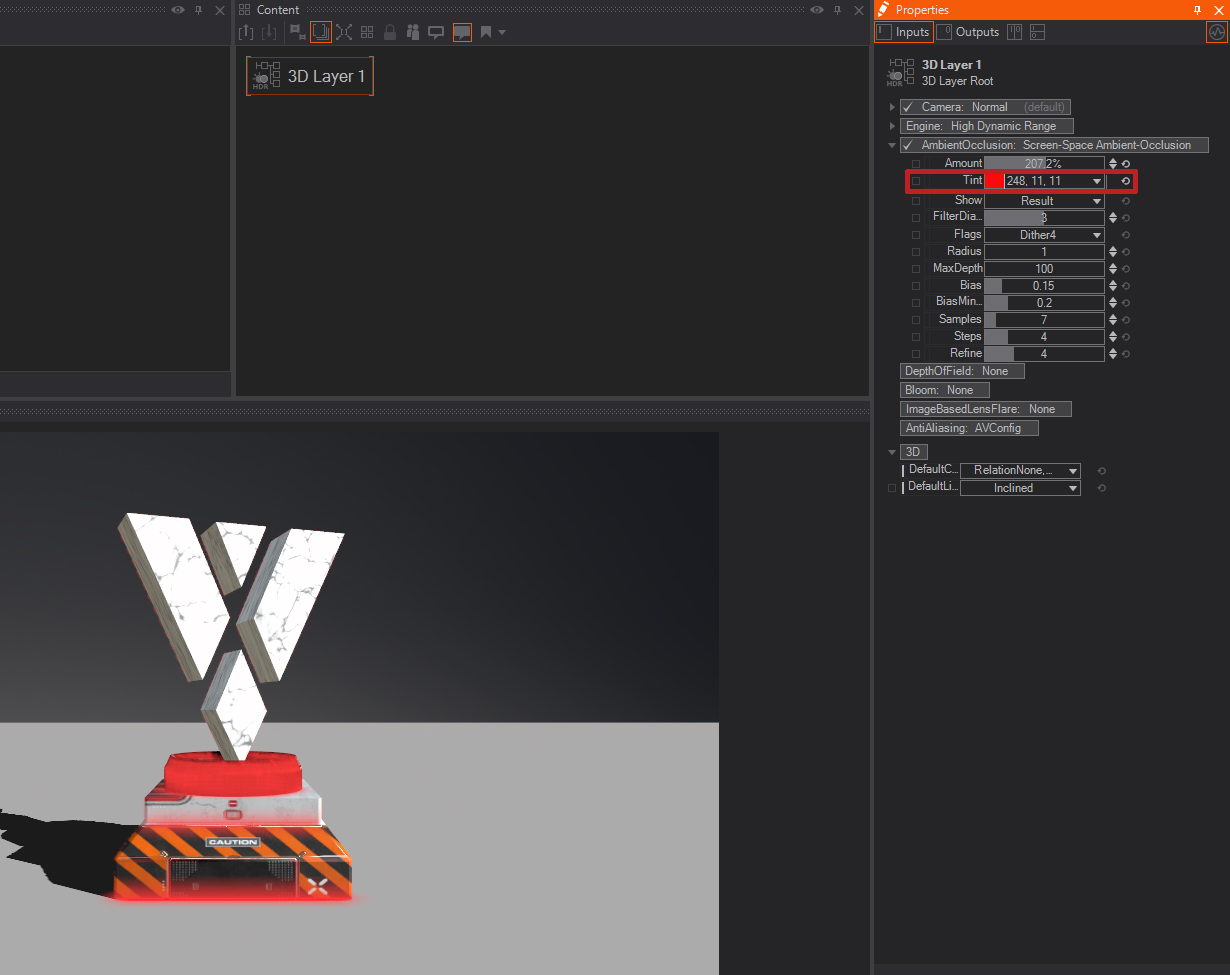 Content
HDR
3D Layer 1
CAUTION
Properties
Inputs
Outputs
HDR
3D Layer 1
3D Layer Root
Camera: Normal (default)
Engine: High Dynamic Range
AmbientOcclusion: Screen-Space Ambient-Occlusion
Amount 207.2%
Tint 248, 11, 11
Show Result
FilterDia... 3
Flags Dither4
Radius 1
MaxDepth 100
Bias 0.15
BiasMin... 0.2
Samples 7
Steps 4
Refine 4
DepthOfField: None
Bloom: None
ImageBasedLensFlare: None
AntiAliasing: AVConfig
3D
DefaultC... RelationNone,...
DefaultLi... Inclined